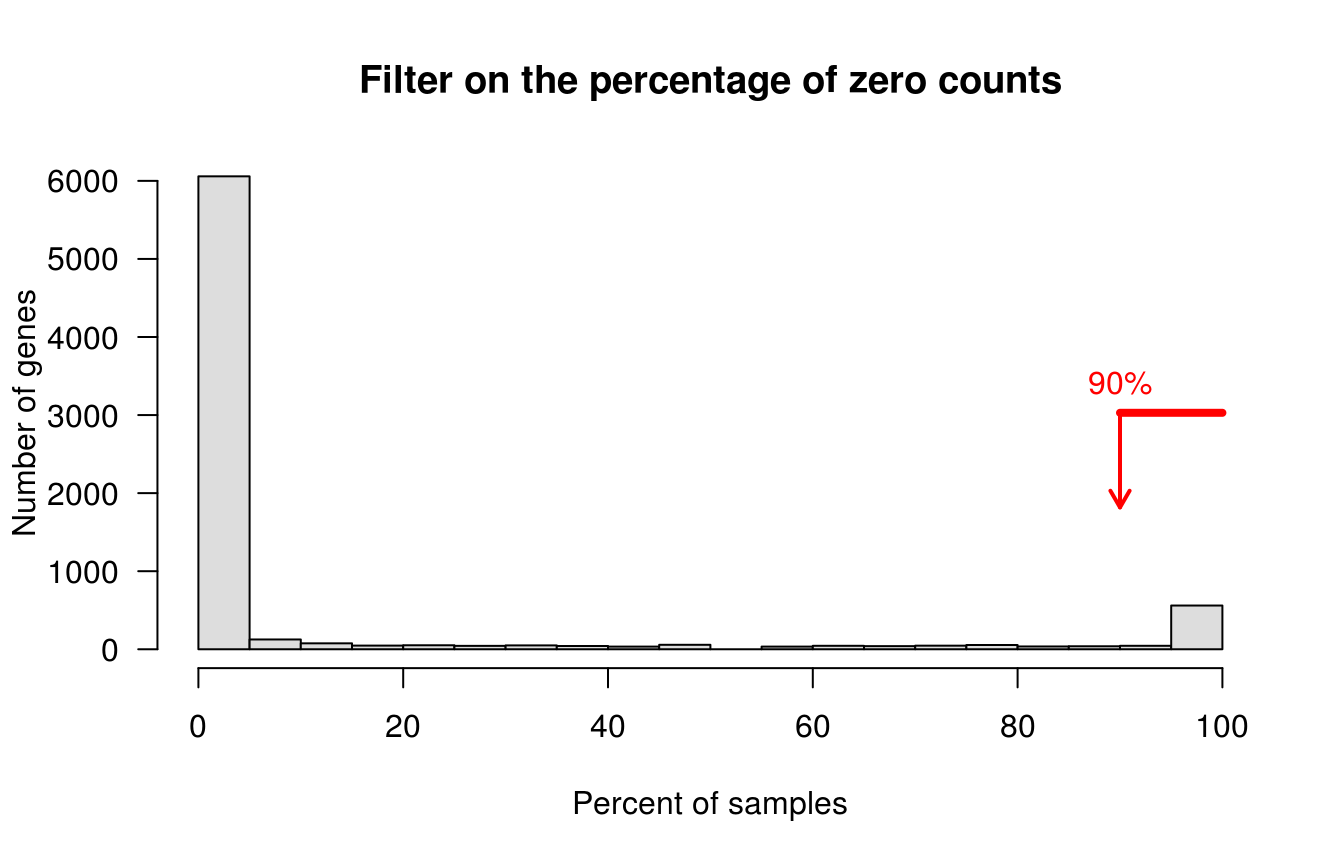 Filter on the percentage of zero counts
Number of genes
6000
5000
4000
3000
2000
1000
0
90%
0 20 40 60 80 100
Percent of samples